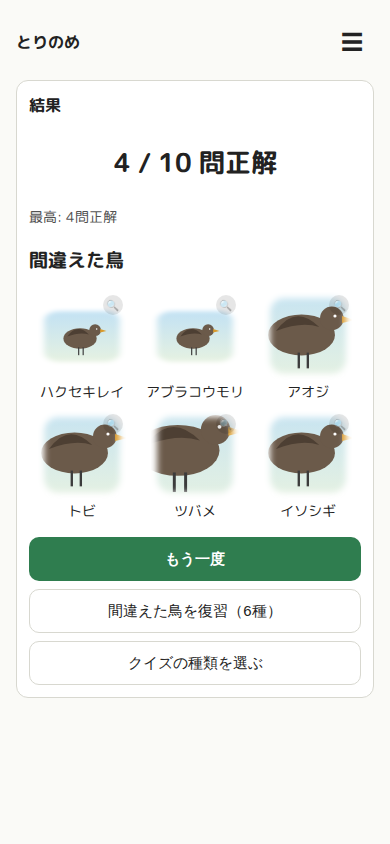 とりのめ
結果
4 / 10 問正解
最高: 4問正解
間違えた鳥
ハクセキレイ
アブラコウモリ
アオジ
トビ
ツバメ
イソシギ
もう一度
間違えた鳥を復習（6種）
クイズの種類を選ぶ